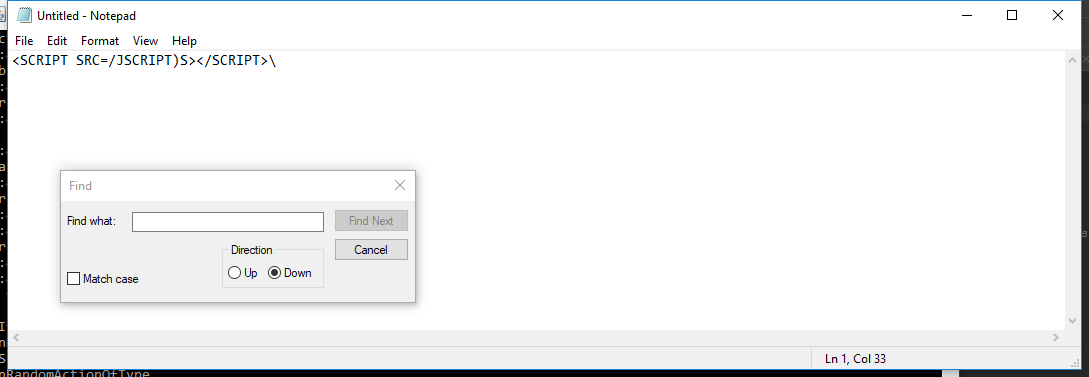 Untitled - Notepad
File Edit Format View Help
<SCRIPT SRC=/JSCRIPT)S></SCRIPT>\
Find
Find what:
Find Next
Cancel
Direction
Up Down
Match case
Ln 1, Col 33
nRandomActionOfType